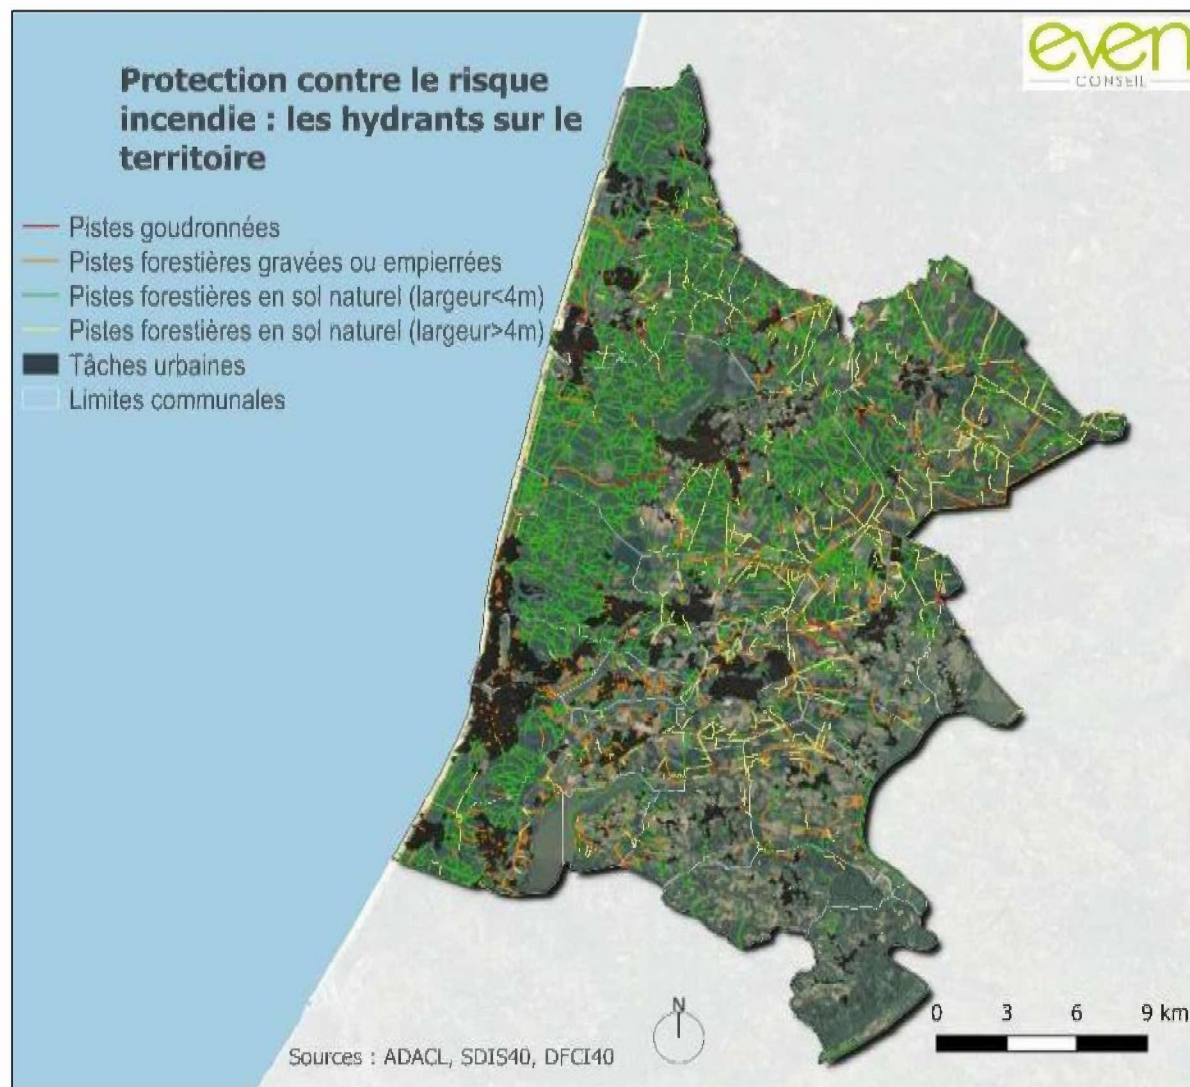 even
CONSEIL
Protection contre le risque
incendie : les hydrants sur le
territoire
Pistes goudronnées
Pistes forestières gravées ou empierrées
Pistes forestières en sol naturel (largeur<4m)
Pistes forestières en sol naturel (largeur>4m)
Tâches urbaines
Limites communales
N
0 3 6 9 km
Sources : ADACL, SDIS40, DFCI40